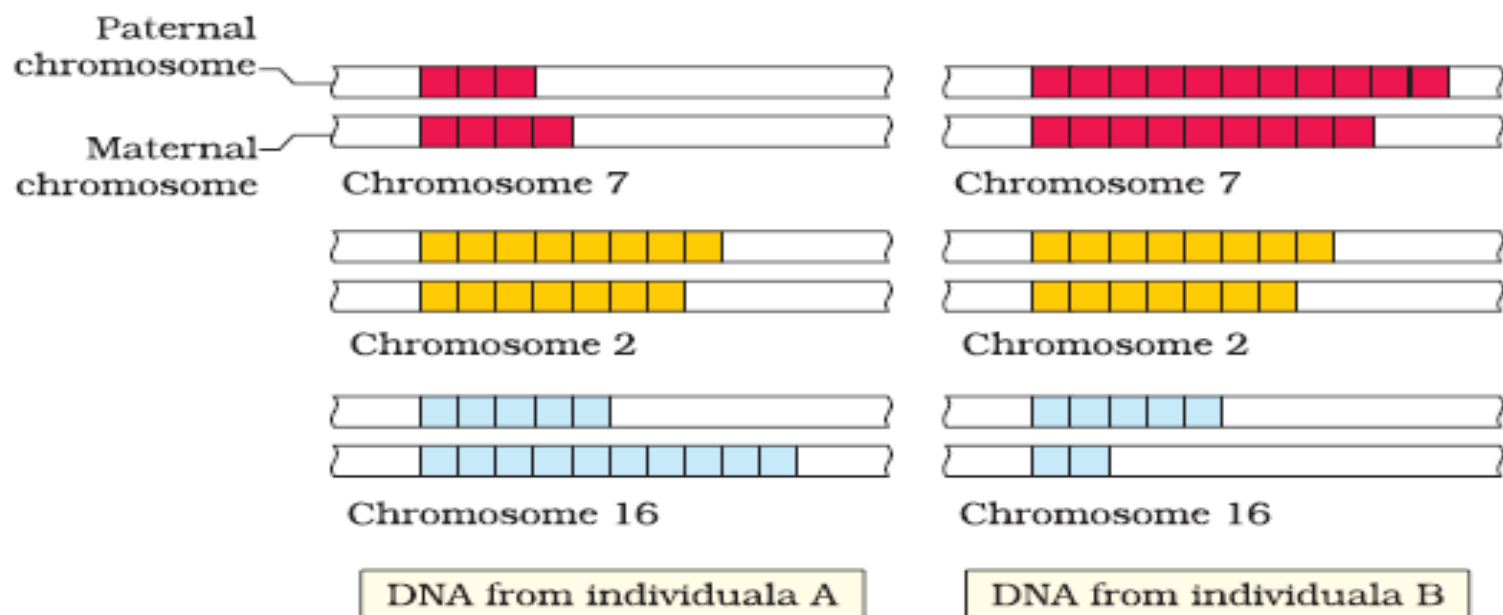 Paternal
chromosome
Maternal
chromosome
Chromosome 7
Chromosome 7
Chromosome 2
Chromosome 2
Chromosome 16
Chromosome 16
DNA from individuala A
DNA from individuala B